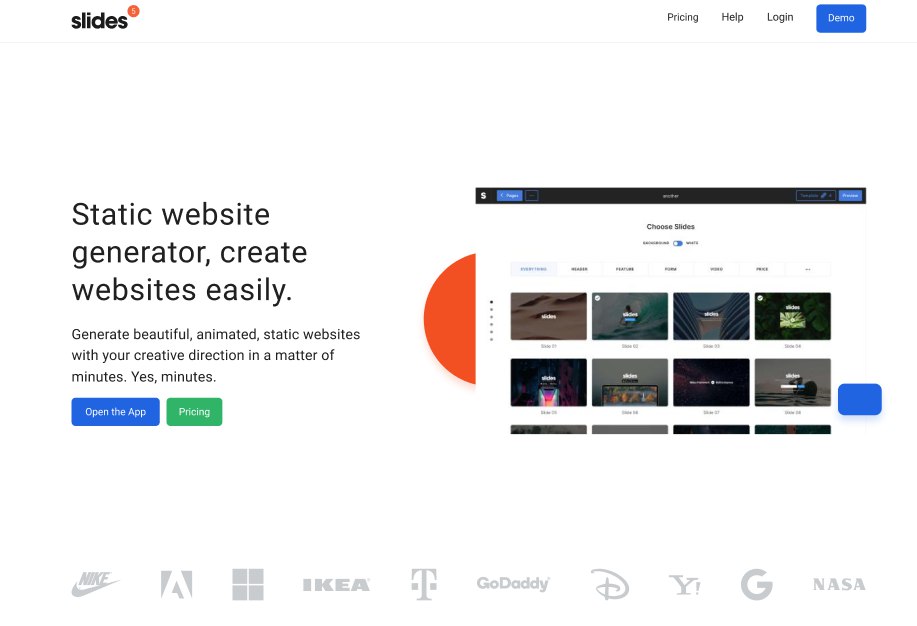 slides 5
Pricing Help Login Demo
Static website
generator, create
websites easily.
Generate beautiful, animated, static websites
with your creative direction in a matter of
minutes. Yes, minutes.
Open the App Pricing
S Pages another Template 4 Preview
Choose Slides
BACKGROUND WHITE
EVERYTHING HEADER FEATURE FORM VIDEO PRICE
slides slides slides
Slide 01 Slide 02 Slide 03 Slide 04
slides slides slides
Slide 05 Slide 06 Slide 07 Slide 08
NIKE IKEA T GoDaddy D Y! G NASA